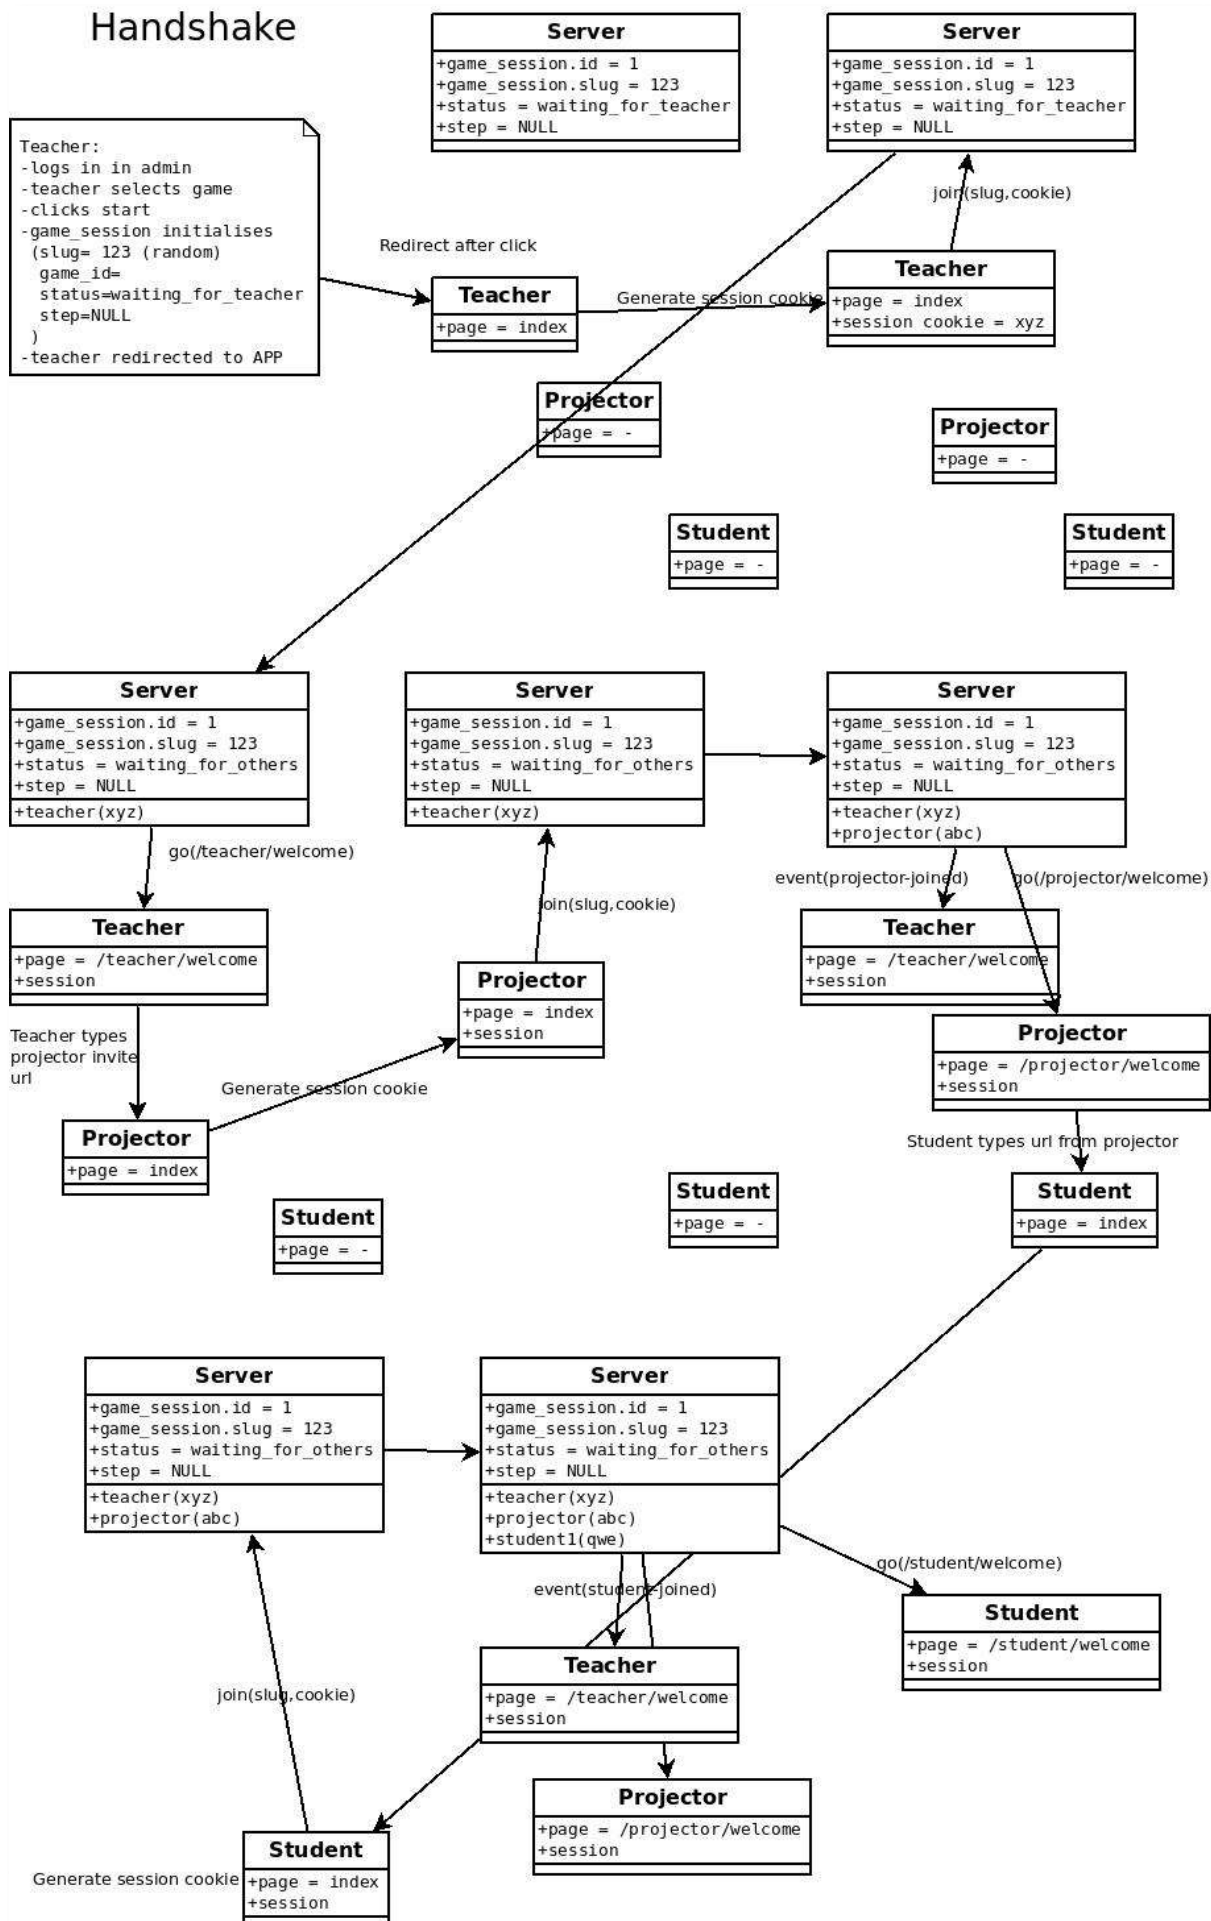 Handshake
Server
+game_session.id = 1
+game_session.slug = 123
+status = waiting_for_teacher
+step = NULL
Server
+game_session.id = 1
+game_session.slug = 123
+status = waiting_for_teacher
+step = NULL
Teacher:
-logs in in admin
-teacher selects game
-clicks start
-game_session initialises
(slug= 123 (random)
game_id=
status=waiting_for_teacher
step=NULL
)
-teacher redirected to APP
join(slug,cookie)
Redirect after click
Teacher
+page = index
Generate session cookie
Teacher
+page = index
+session cookie = xyz
Projector
+page = -
Projector
+page = -
Student
+page = -
Student
+page = -
Server
+game_session.id = 1
+game_session.slug = 123
+status = waiting_for_others
+step = NULL
+teacher(xyz)
Server
+game_session.id = 1
+game_session.slug = 123
+status = waiting_for_others
+step = NULL
+teacher(xyz)
Server
+game_session.id = 1
+game_session.slug = 123
+status = waiting_for_others
+step = NULL
+teacher(xyz)
+projector(abc)
go(/teacher/welcome)
join(slug,cookie)
event(projector-joined)
go(/projector/welcome)
Teacher
+page = /teacher/welcome
+session
Projector
+page = index
+session
Teacher
+page = /teacher/welcome
+session
Teacher types
projector invite
url
Generate session cookie
Projector
+page = index
Projector
+page = /projector/welcome
+session
Student types url from projector
Student
+page = -
Student
+page = -
Student
+page = index
Server
+game_session.id = 1
+game_session.slug = 123
+status = waiting_for_others
+step = NULL
+teacher(xyz)
+projector(abc)
Server
+game_session.id = 1
+game_session.slug = 123
+status = waiting_for_others
+step = NULL
+teacher(xyz)
+projector(abc)
+student1(qwe)
event(student-joined)
go(/student/welcome)
Student
+page = /student/welcome
+session
Teacher
+page = /teacher/welcome
+session
join(slug,cookie)
Projector
+page = /projector/welcome
+session
Generate session cookie
Student
+page = index
+session